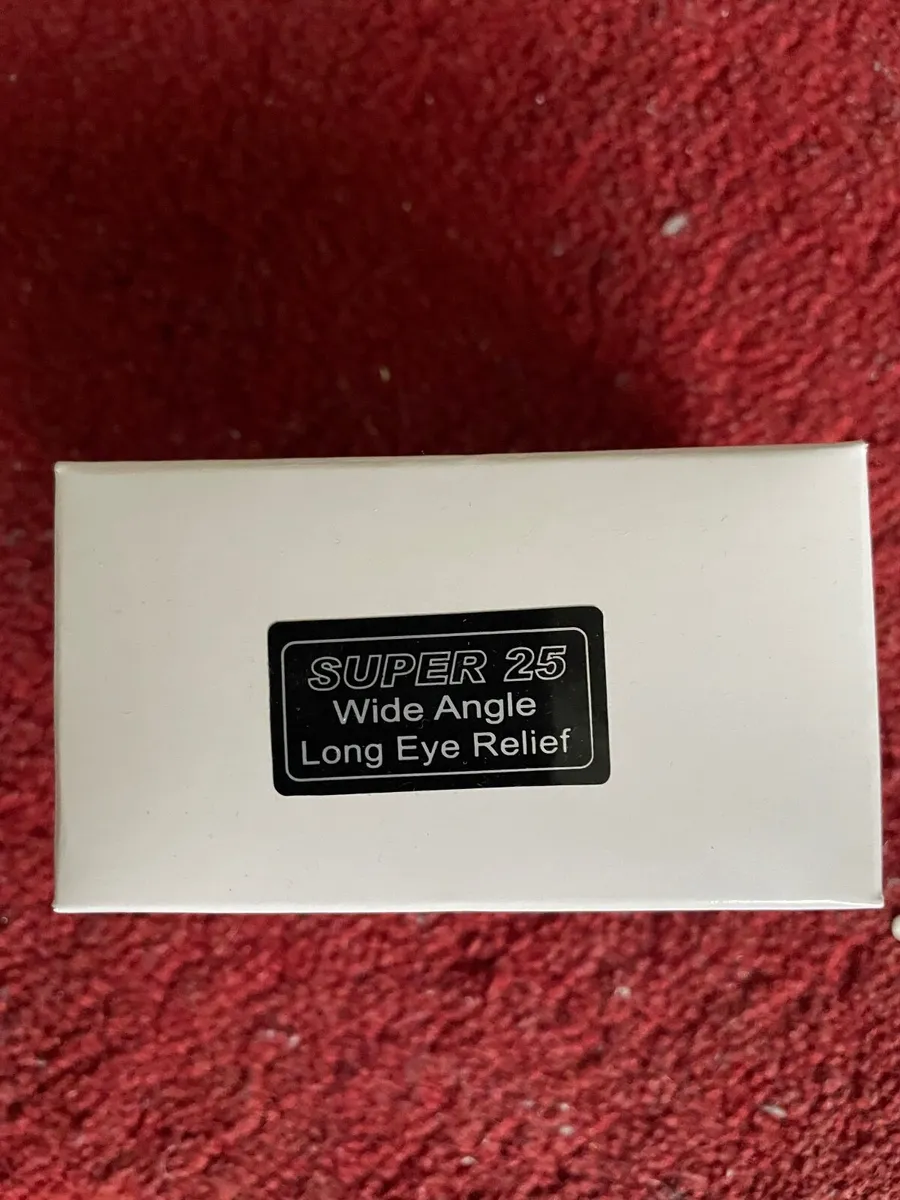 SUPER 25
Wide Angle
Long Eye Relief